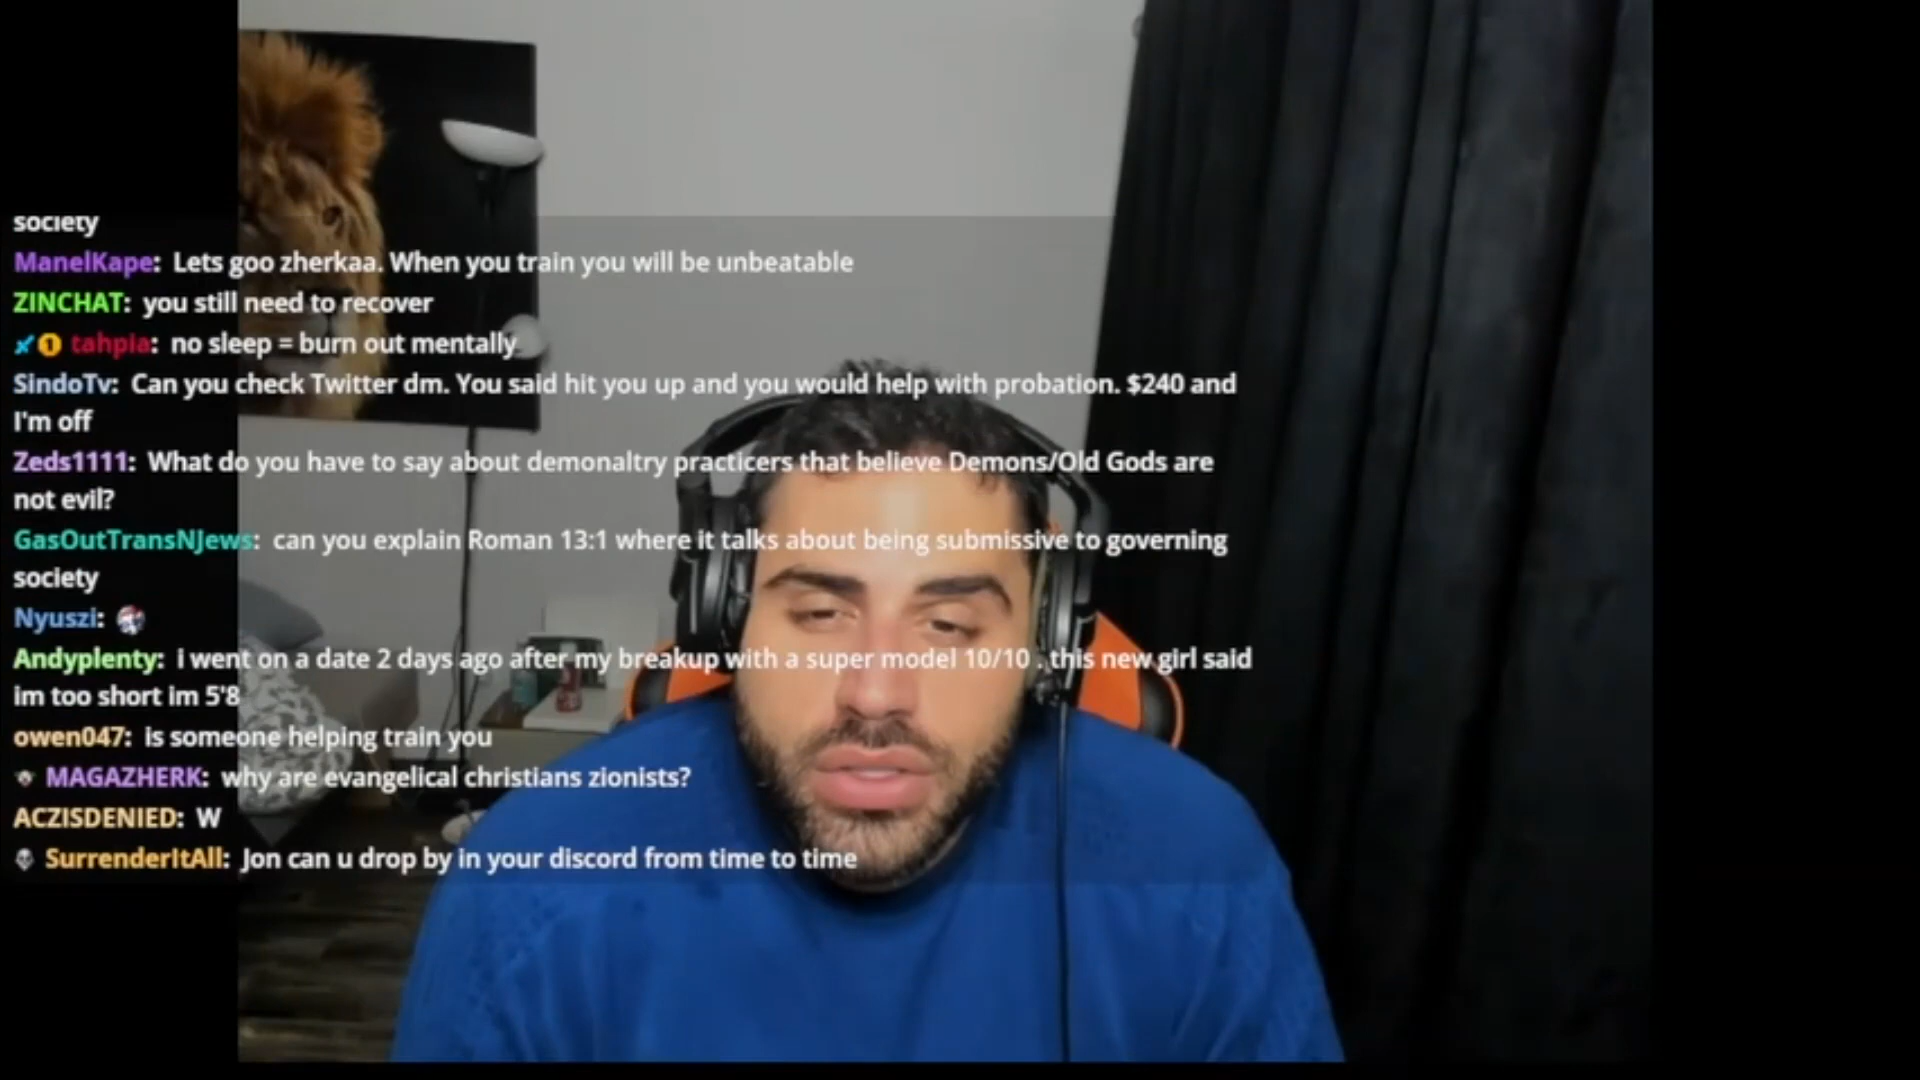 society
ManelKape: Lets goo zherkaa. When you train you will be unbeatable
ZINCHAT: you still need to recover
1 tahpia: no sleep = burn out mentally
SindoTv: Can you check Twitter dm. You said hit you up and you would help with probation. $240 and
I'm off
Zeds1111: What do you have to say about demonaltry practicers that believe Demons/Old Gods are
not evil?
GasOutTransNJews: can you explain Roman 13:1 where it talks about being submissive to governing
society
Nyuszi:
Andyplenty: i went on a date 2 days ago after my breakup with a super model 10/10 . this new girl said
im too short im 5'8
owen047: is someone helping train you
MAGAZHERK: why are evangelical christians zionists?
ACZISDENIED: W
SurrenderItAll: Jon can u drop by in your discord from time to time